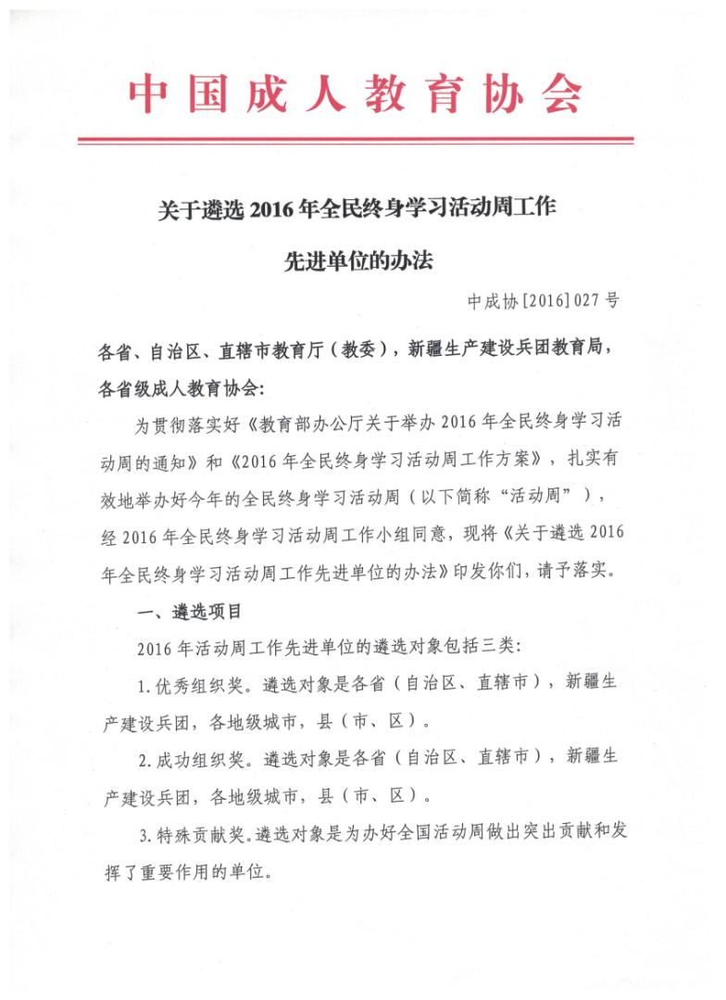 中国成人教育协会
关于遴选 2016 年全民终身学习活动周工作
先进单位的办法
中成协[2016]027 号
各省、自治区、直辖市教育厅（教委），新疆生产建设兵团教育局，
各省级成人教育协会：
为贯彻落实好《教育部办公厅关于举办 2016 年全民终身学习活
动周的通知》和《2016 年全民终身学习活动周工作方案》，扎实有
效地举办好今年的全民终身学习活动周（以下简称“活动周”），
经 2016 年全民终身学习活动周工作小组同意，现将《关于遴选 2016
年全民终身学习活动周工作先进单位的办法》印发你们，请予落实。
一、遴选项目
2016 年活动周工作先进单位的遴选对象包括三类：
1.优秀组织奖。遴选对象是各省（自治区、直辖市），新疆生
产建设兵团，各地级城市，县（市、区）。
2.成功组织奖。遴选对象是各省（自治区、直辖市），新疆生
产建设兵团，各地级城市，县（市、区）。
3.特殊贡献奖。遴选对象是为办好全国活动周做出突出贡献和发
挥了重要作用的单位。